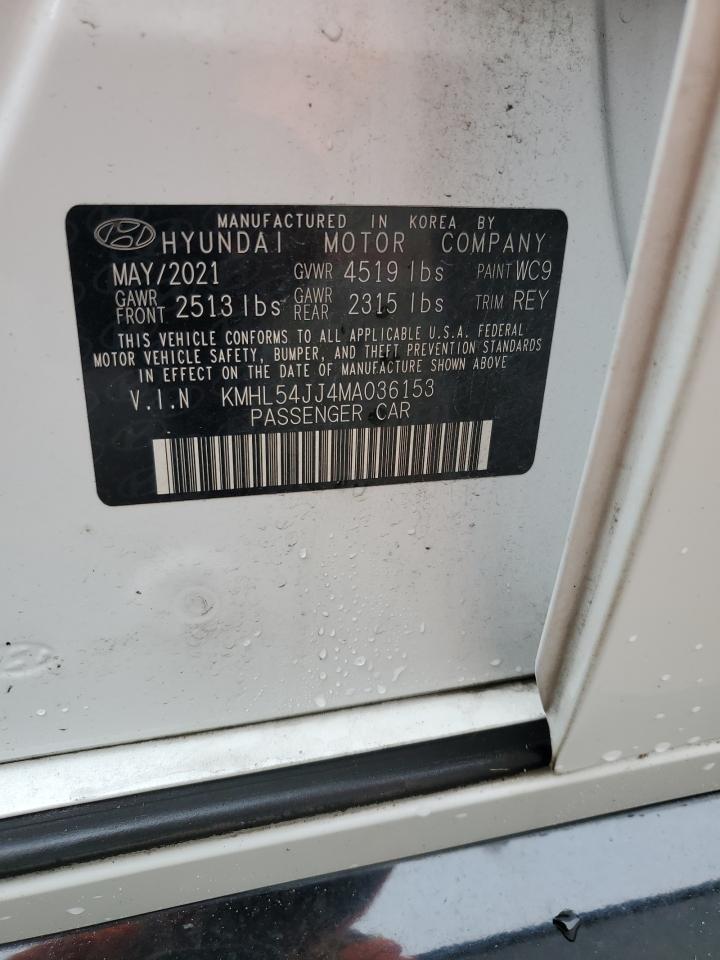 MANUFACTURED IN KOREA BY
HYUNDAI MOTOR COMPANY
MAY/2021 GVWR 4519 lbs PAINT WC9
GAWR FRONT 2513 lbs GAWR REAR 2315 lbs TRIM REY
THIS VEHICLE CONFORMS TO ALL APPLICABLE U.S.A. FEDERAL
MOTOR VEHICLE SAFETY, BUMPER, AND THEFT PREVENTION STANDARDS
IN EFFECT ON THE DATE OF MANUFACTURE SHOWN ABOVE
V.I.N KMHL54JJ4MA036153
PASSENGER CAR